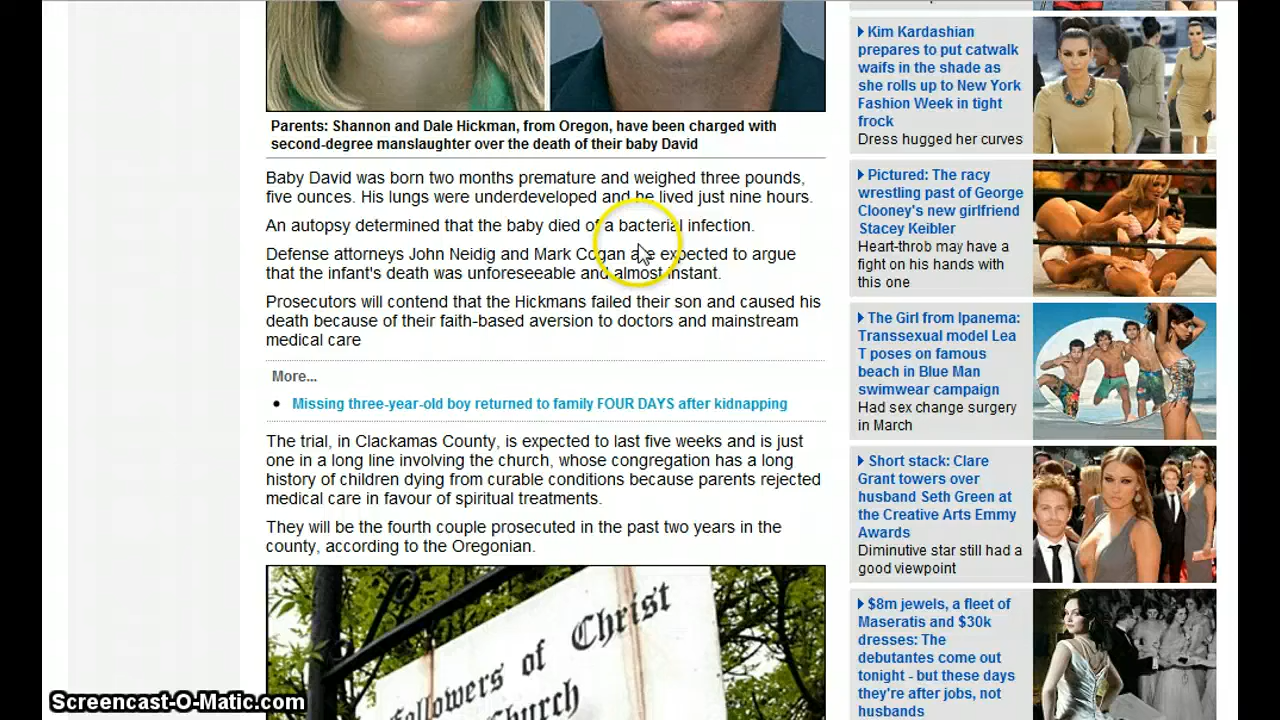 Parents: Shannon and Dale Hickman, from Oregon, have been charged with
second-degree manslaughter over the death of their baby David
Baby David was born two months premature and weighed three pounds,
five ounces. His lungs were underdeveloped and he lived just nine hours.
An autopsy determined that the baby died of a bacterial infection.
Defense attorneys John Neidig and Mark Cogan are expected to argue
that the infant's death was unforeseeable and almost instant.
Prosecutors will contend that the Hickmans failed their son and caused his
death because of their faith-based aversion to doctors and mainstream
medical care
More...
Missing three-year-old boy returned to family FOUR DAYS after kidnapping
The trial, in Clackamas County, is expected to last five weeks and is just
one in a long line involving the church, whose congregation has a long
history of children dying from curable conditions because parents rejected
medical care in favour of spiritual treatments.
They will be the fourth couple prosecuted in the past two years in the
county, according to the Oregonian.
Followers of Christ
Church
Kim Kardashian
prepares to put catwalk
waifs in the shade as
she rolls up to New York
Fashion Week in tight
frock
Dress hugged her curves
Pictured: The racy
wrestling past of George
Clooney's new girlfriend
Stacey Keibler
Heart-throb may have a
fight on his hands with
this one
The Girl from Ipanema:
Transsexual model Lea
T poses on famous
beach in Blue Man
swimwear campaign
Had sex change surgery
in March
Short stack: Clare
Grant towers over
husband Seth Green at
the Creative Arts Emmy
Awards
Diminutive star still had a
good viewpoint
$8m jewels, a fleet of
Maseratis and $30k
dresses: The
debutantes come out
tonight - but these days
they're after jobs, not
husbands
Screencast-O-Matic.com